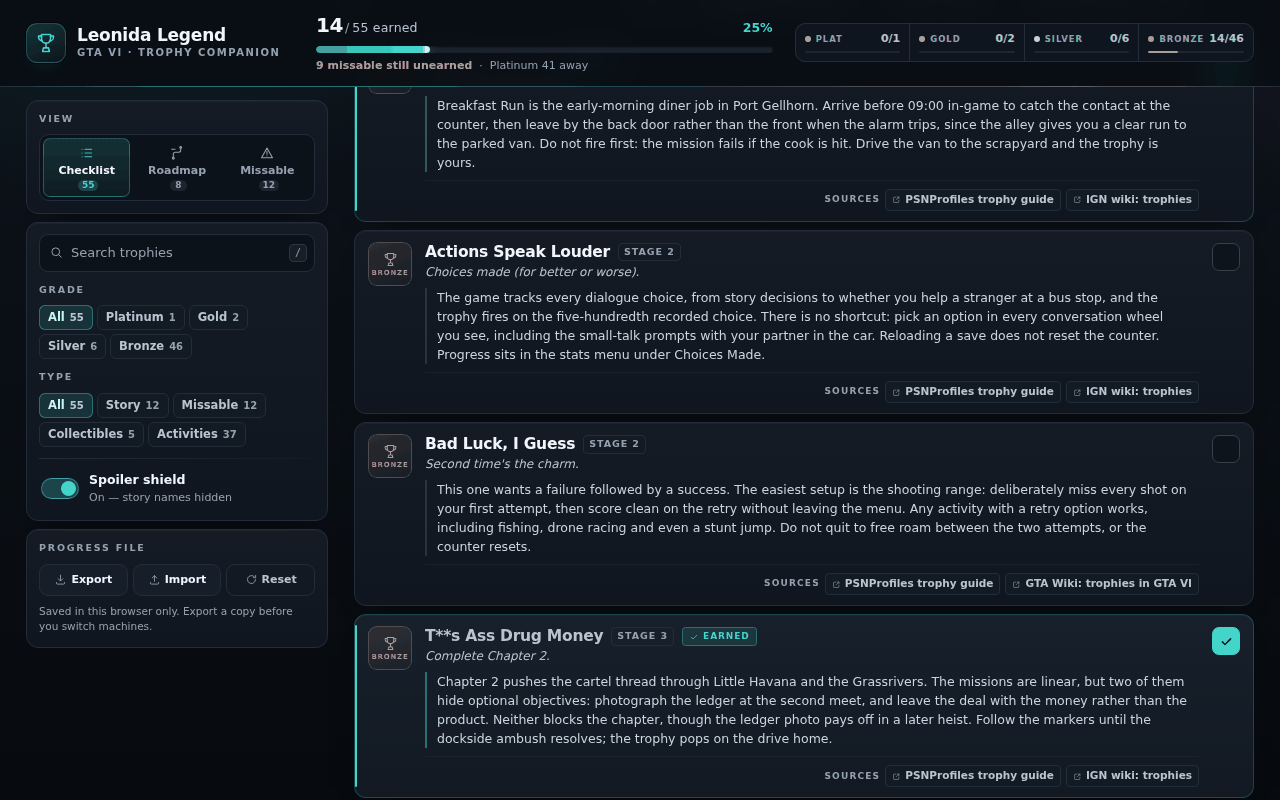 Leonida Legend
GTA VI · TROPHY COMPANION
14 / 55 earned
25%
9 missable still unearned · Platinum 41 away
PLAT 0/1
GOLD 0/2
SILVER 0/6
BRONZE 14/46
VIEW
Checklist
55
Roadmap
8
Missable
12
Search trophies
/
GRADE
All 55
Platinum 1
Gold 2
Silver 6
Bronze 46
TYPE
All 55
Story 12
Missable 12
Collectibles 5
Activities 37
Spoiler shield
On — story names hidden
PROGRESS FILE
Export
Import
Reset
Saved in this browser only. Export a copy before
you switch machines.
Breakfast Run is the early-morning diner job in Port Gellhorn. Arrive before 09:00 in-game to catch the contact at the
counter, then leave by the back door rather than the front when the alarm trips, since the alley gives you a clear run to
the parked van. Do not fire first: the mission fails if the cook is hit. Drive the van to the scrapyard and the trophy is
yours.
SOURCES
PSNProfiles trophy guide
IGN wiki: trophies
BRONZE
Actions Speak Louder
STAGE 2
Choices made (for better or worse).
The game tracks every dialogue choice, from story decisions to whether you help a stranger at a bus stop, and the
trophy fires on the five-hundredth recorded choice. There is no shortcut: pick an option in every conversation wheel
you see, including the small-talk prompts with your partner in the car. Reloading a save does not reset the counter.
Progress sits in the stats menu under Choices Made.
SOURCES
PSNProfiles trophy guide
IGN wiki: trophies
BRONZE
Bad Luck, I Guess
STAGE 2
Second time's the charm.
This one wants a failure followed by a success. The easiest setup is the shooting range: deliberately miss every shot on
your first attempt, then score clean on the retry without leaving the menu. Any activity with a retry option works,
including fishing, drone racing and even a stunt jump. Do not quit to free roam between the two attempts, or the
counter resets.
SOURCES
PSNProfiles trophy guide
GTA Wiki: trophies in GTA VI
BRONZE
T**s Ass Drug Money
STAGE 3
EARNED
Complete Chapter 2.
Chapter 2 pushes the cartel thread through Little Havana and the Grassrivers. The missions are linear, but two of them
hide optional objectives: photograph the ledger at the second meet, and leave the deal with the money rather than the
product. Neither blocks the chapter, though the ledger photo pays off in a later heist. Follow the markers until the
dockside ambush resolves; the trophy pops on the drive home.
SOURCES
PSNProfiles trophy guide
IGN wiki: trophies